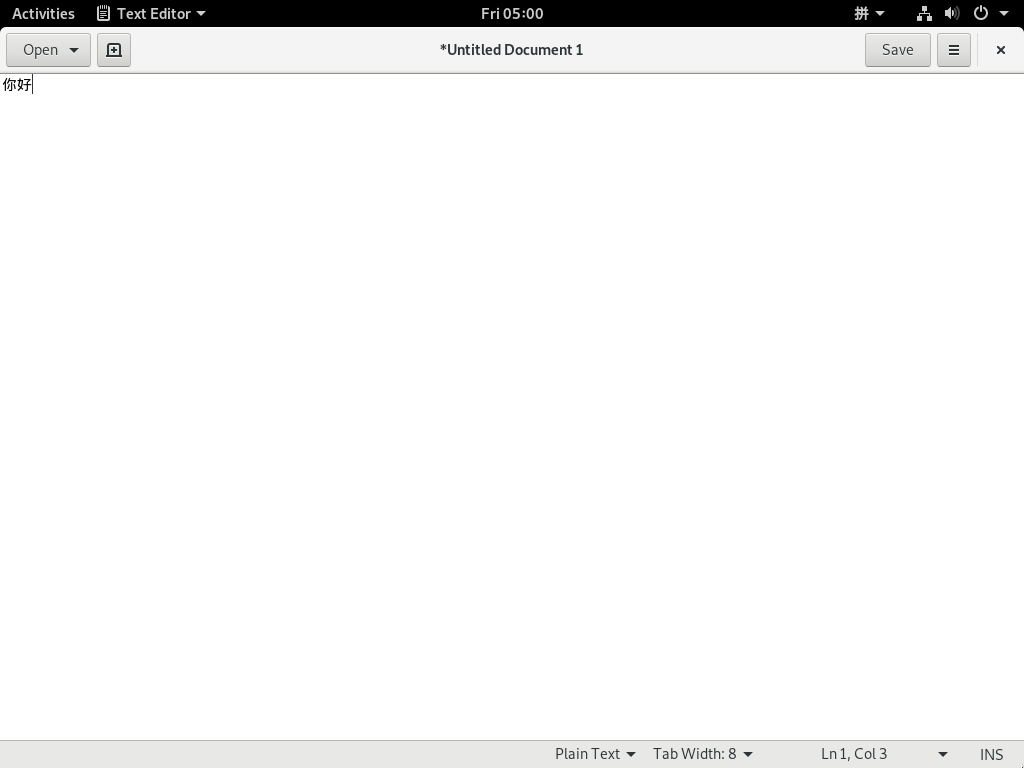 Activities Text Editor Fri 05:00 拼
Open *Untitled Document 1 Save
你好
Plain Text Tab Width: 8 Ln 1, Col 3 INS